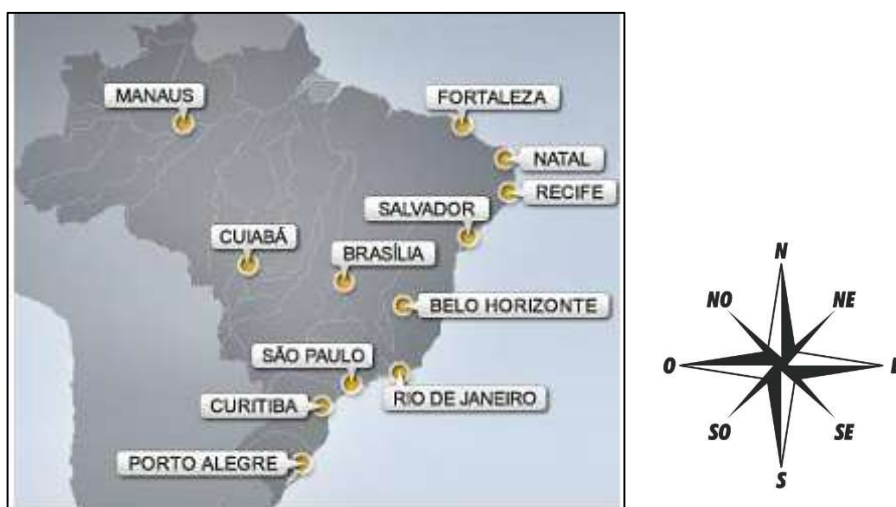 MANAUS
FORTALEZA
NATAL
RECIFE
SALVADOR
CUIABÁ
BRASÍLIA
BELO HORIZONTE
SÃO PAULO
RIO DE JANEIRO
CURITIBA
PORTO ALEGRE
N
NO
NE
O
SO
SE
S